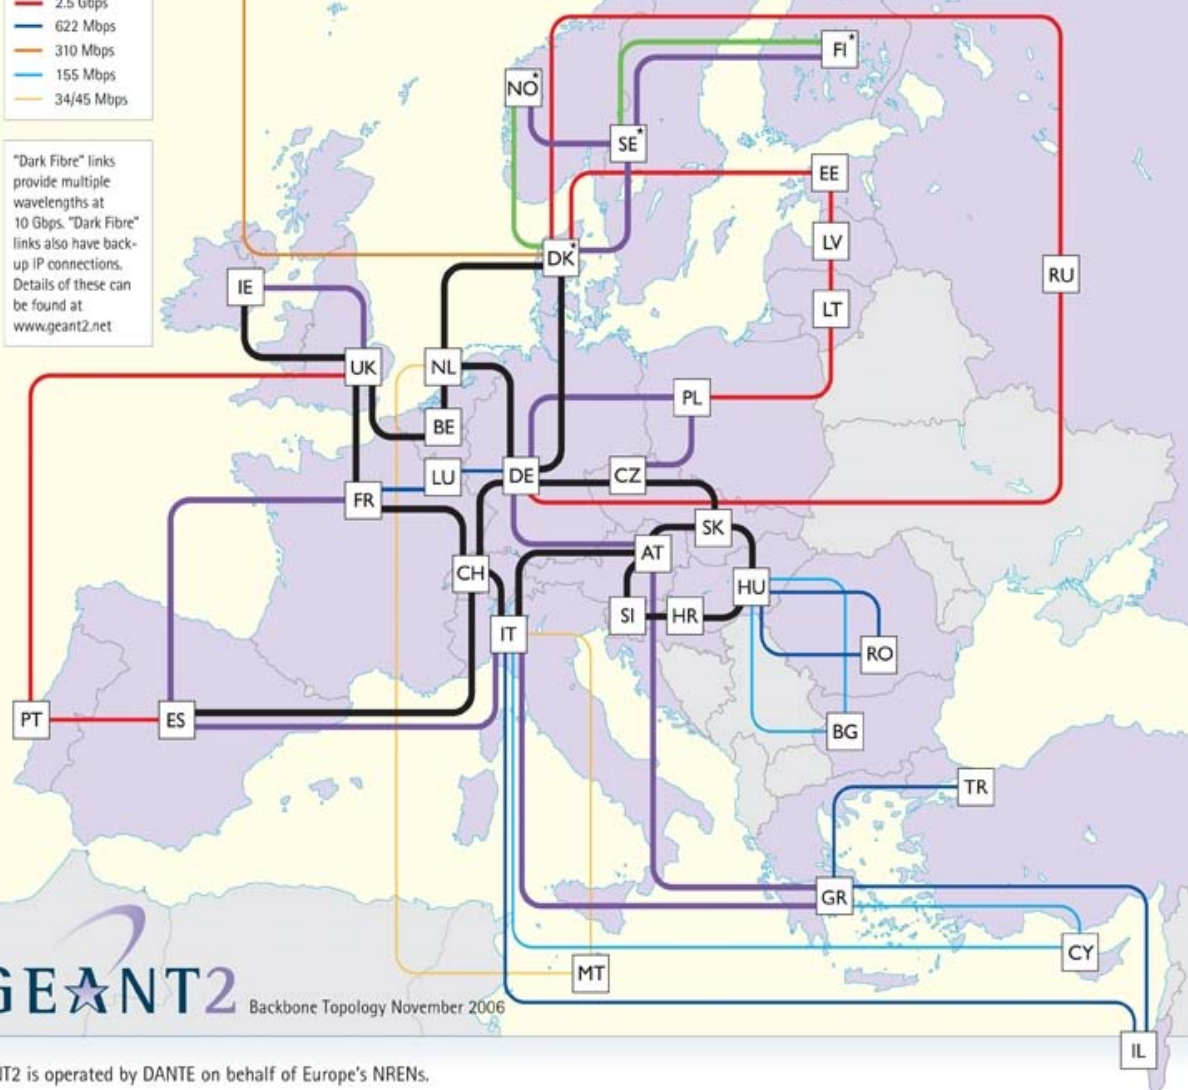 2.5 Gbps
622 Mbps
310 Mbps
155 Mbps
34/45 Mbps
"Dark Fibre" links
provide multiple
wavelengths at
10 Gbps. "Dark Fibre"
links also have back-
up IP connections.
Details of these can
be found at
www.geant2.net
FI*
NO*
SE*
EE
LV
DK*
RU
IE
LT
UK
NL
PL
BE
LU
DE
CZ
FR
SK
AT
CH
HU
SI
HR
IT
RO
PT
ES
BG
TR
GR
CY
MT
GEANT2
Backbone Topology November 2006
IL
NT2 is operated by DANTE on behalf of Europe's NRENs.